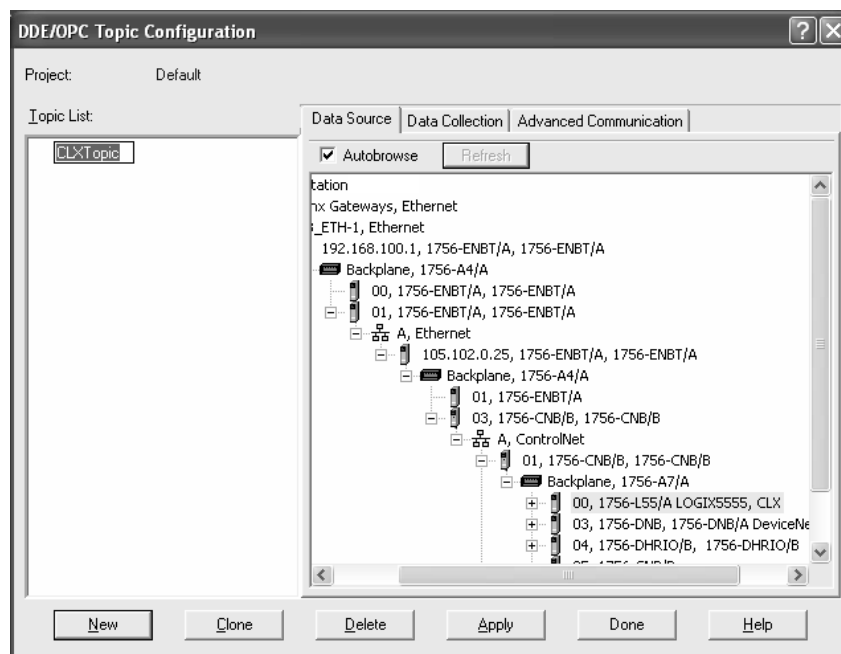 DDE/OPC Topic Configuration
Project: Default
Topic List:
CLXTopic
Data Source Data Collection Advanced Communication
Autobrowse Refresh
tation
nx Gateways, Ethernet
_ETH-1, Ethernet
192.168.100.1, 1756-ENBT/A, 1756-ENBT/A
Backplane, 1756-A4/A
00, 1756-ENBT/A, 1756-ENBT/A
01, 1756-ENBT/A, 1756-ENBT/A
A, Ethernet
105.102.0.25, 1756-ENBT/A, 1756-ENBT/A
Backplane, 1756-A4/A
01, 1756-ENBT/A
03, 1756-CNB/B, 1756-CNB/B
A, ControlNet
01, 1756-CNB/B, 1756-CNB/B
Backplane, 1756-A7/A
00, 1756-L55/A LOGIX5555, CLX
03, 1756-DNB, 1756-DNB/A DeviceNe
04, 1756-DHRIO/B, 1756-DHRIO/B
New Clone Delete Apply Done Help